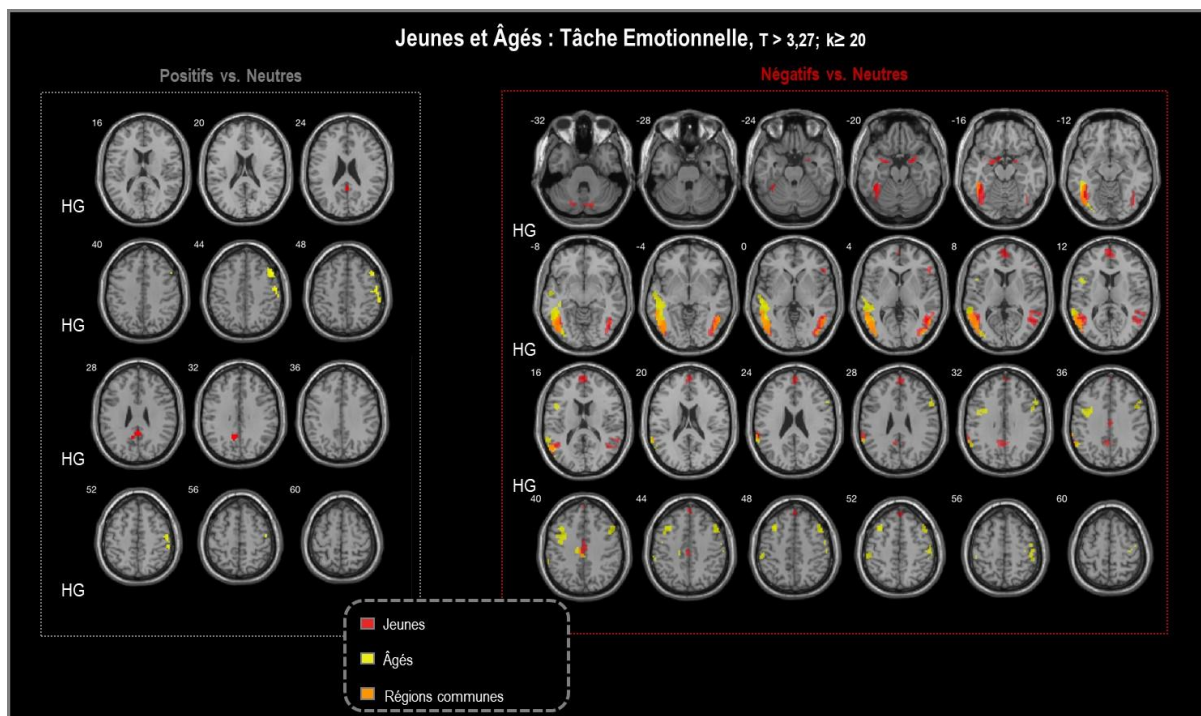 Jeunes et Âgés : Tâche Emotionnelle, T > 3,27; k≥ 20
Positifs vs. Neutres
16 20 24
HG
40 44 48
HG
28 32 36
HG
52 56 60
HG
Négatifs vs. Neutres
-32 -28 -24 -20 -16 -12
HG
-8 -4 0 4 8 12
HG
16 20 24 28 32 36
HG
40 44 48 52 56 60
Jeunes
Âgés
Régions communes